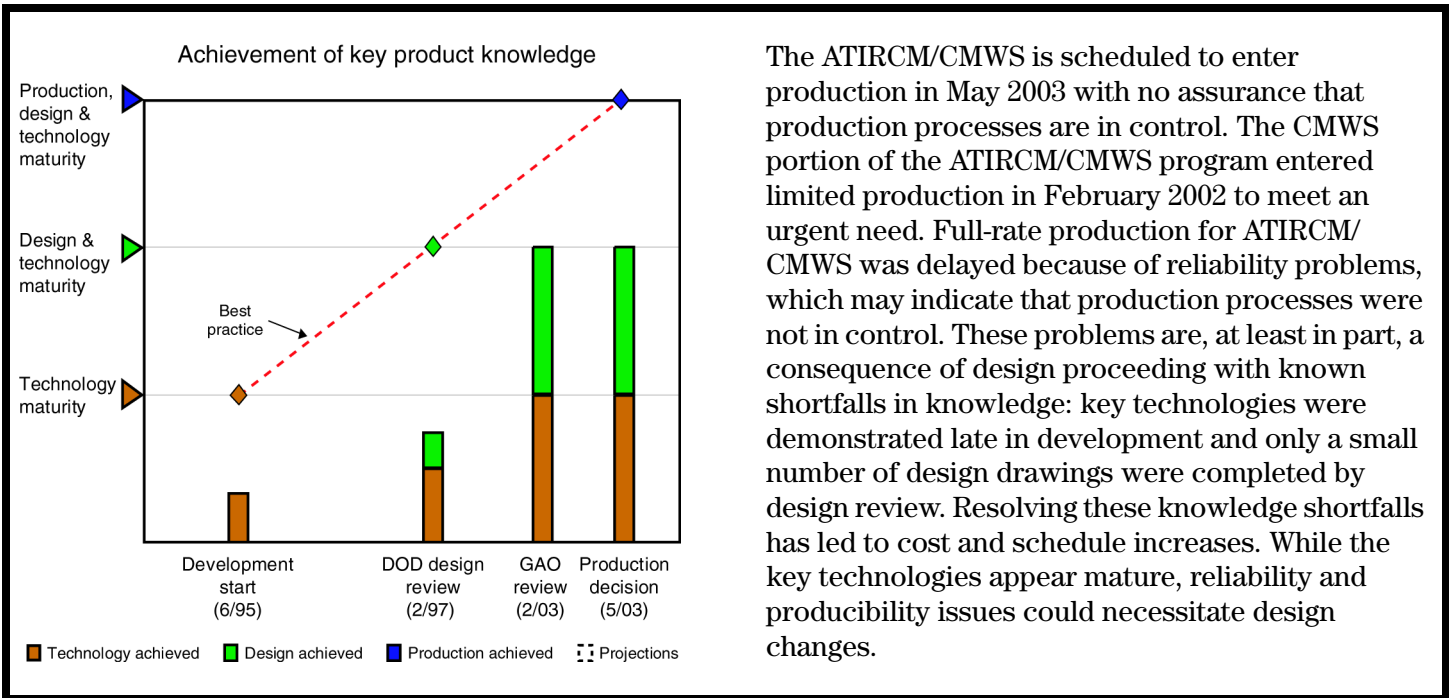 Achievement of key product knowledge
Production,
design &
technology
maturity
Design &
technology
maturity
Technology
maturity
Best
practice
Development
start
(6/95)
DOD design
review
(2/97)
GAO
review
(2/03)
Production
decision
(5/03)
Technology achieved
Design achieved
Production achieved
Projections
The ATIRCM/CMWS is scheduled to enter
production in May 2003 with no assurance that
production processes are in control. The CMWS
portion of the ATIRCM/CMWS program entered
limited production in February 2002 to meet an
urgent need. Full-rate production for ATIRCM/
CMWS was delayed because of reliability problems,
which may indicate that production processes were
not in control. These problems are, at least in part, a
consequence of design proceeding with known
shortfalls in knowledge: key technologies were
demonstrated late in development and only a small
number of design drawings were completed by
design review. Resolving these knowledge shortfalls
has led to cost and schedule increases. While the
key technologies appear mature, reliability and
producibility issues could necessitate design
changes.